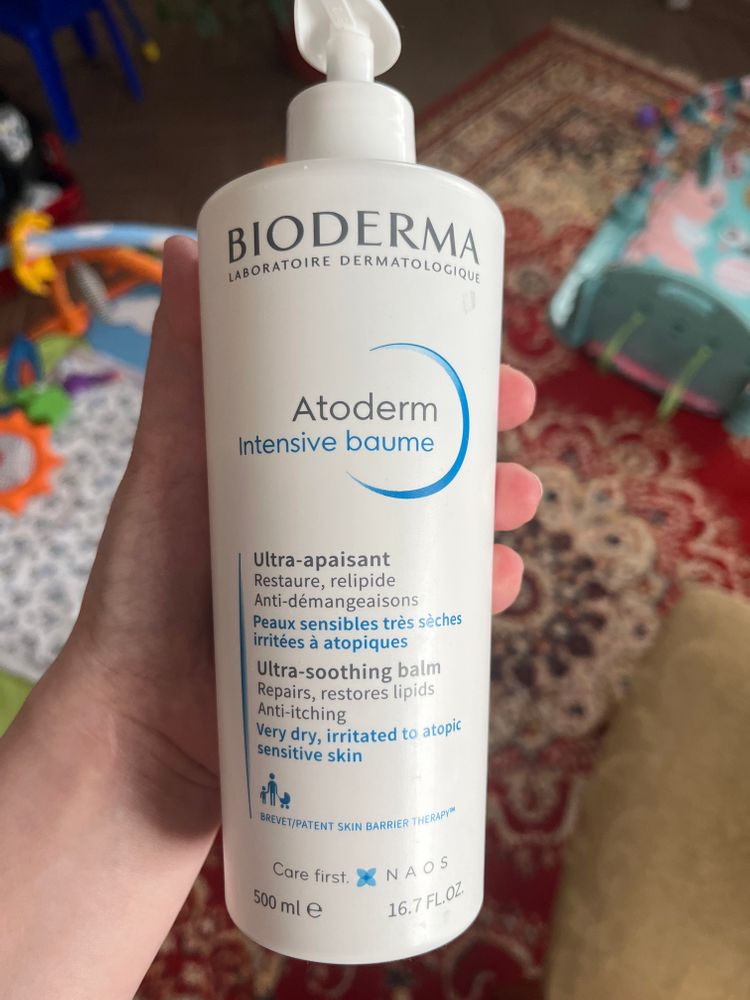 BIODERMA
LABORATOIRE DERMATOLOGIQUE
Atoderm
Intensive baume
Ultra-apaisant
Restaure, relipide
Anti-démangeaisons
Peaux sensibles très sèches
irritées à atopiques
Ultra-soothing balm
Repairs, restores lipids
Anti-itching
Very dry, irritated to atopic
sensitive skin
BREVET/PATENT SKIN BARRIER THERAPY™
Care first. NAOS
500 ml ℮ 16.7 FL.OZ.